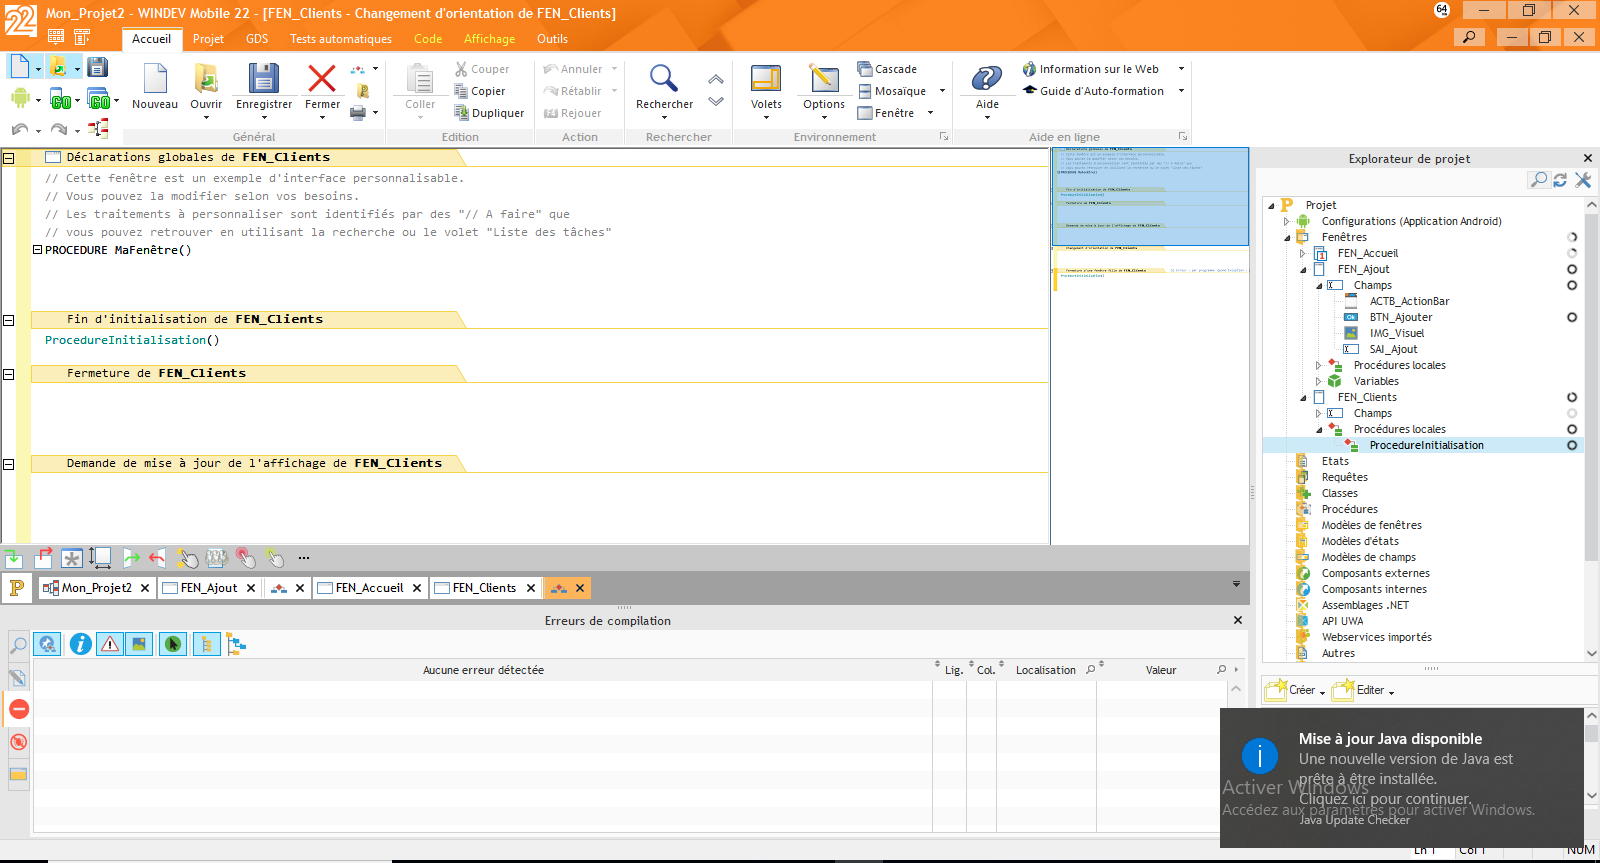 22
Mon_Projet2 - WINDEV Mobile 22 - [FEN_Clients - Changement d'orientation de FEN_Clients]
64
Accueil Projet GDS Tests automatiques Code Affichage Outils
GO GO
Nouveau Ouvrir Enregistrer Fermer
Coller Couper Copier Dupliquer
Annuler Rétablir Rejouer
Rechercher
Volets Options Cascade Mosaïque Fenêtre
Aide Information sur le Web Guide d'Auto-formation
Général Edition Action Rechercher Environnement Aide en ligne
Déclarations globales de FEN_Clients
// Cette fenêtre est un exemple d'interface personnalisable.
// Vous pouvez la modifier selon vos besoins.
// Les traitements à personnaliser sont identifiés par des "// A faire" que
// vous pouvez retrouver en utilisant la recherche ou le volet "Liste des tâches"
PROCEDURE MaFenêtre()
Fin d'initialisation de FEN_Clients
ProcedureInitialisation()
Fermeture de FEN_Clients
Demande de mise à jour de l'affichage de FEN_Clients
Explorateur de projet
Projet
Configurations (Application Android)
Fenêtres
FEN_Accueil
FEN_Ajout
Champs
ACTB_ActionBar
BTN_Ajouter
IMG_Visuel
SAI_Ajout
Procédures locales
Variables
FEN_Clients
Champs
Procédures locales
ProcedureInitialisation
Etats
Requêtes
Classes
Procédures
Modèles de fenêtres
Modèles d'états
Modèles de champs
Composants externes
Composants internes
Assemblages .NET
API UWA
Webservices importés
Autres
Créer Editer
Mon_Projet2 FEN_Ajout FEN_Accueil FEN_Clients
Erreurs de compilation
Aucune erreur détectée Lig. Col. Localisation Valeur
Mise à jour Java disponible
Une nouvelle version de Java est
prête à être installée.
Cliquez ici pour continuer.
Java Update Checker
Activer Windows
Accédez aux paramètres pour activer Windows.
Ln 1 Col 1 NUM